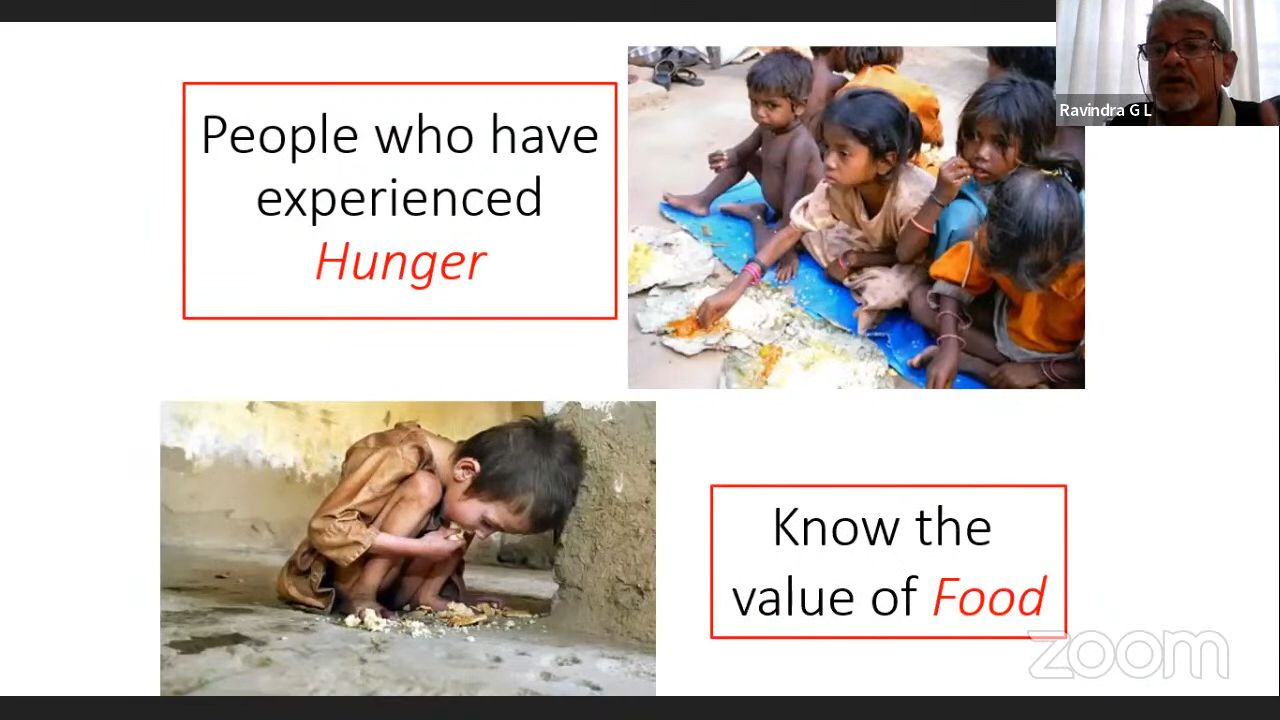 People who have
experienced
Hunger
Ravindra G L
Know the
value of Food
zoom